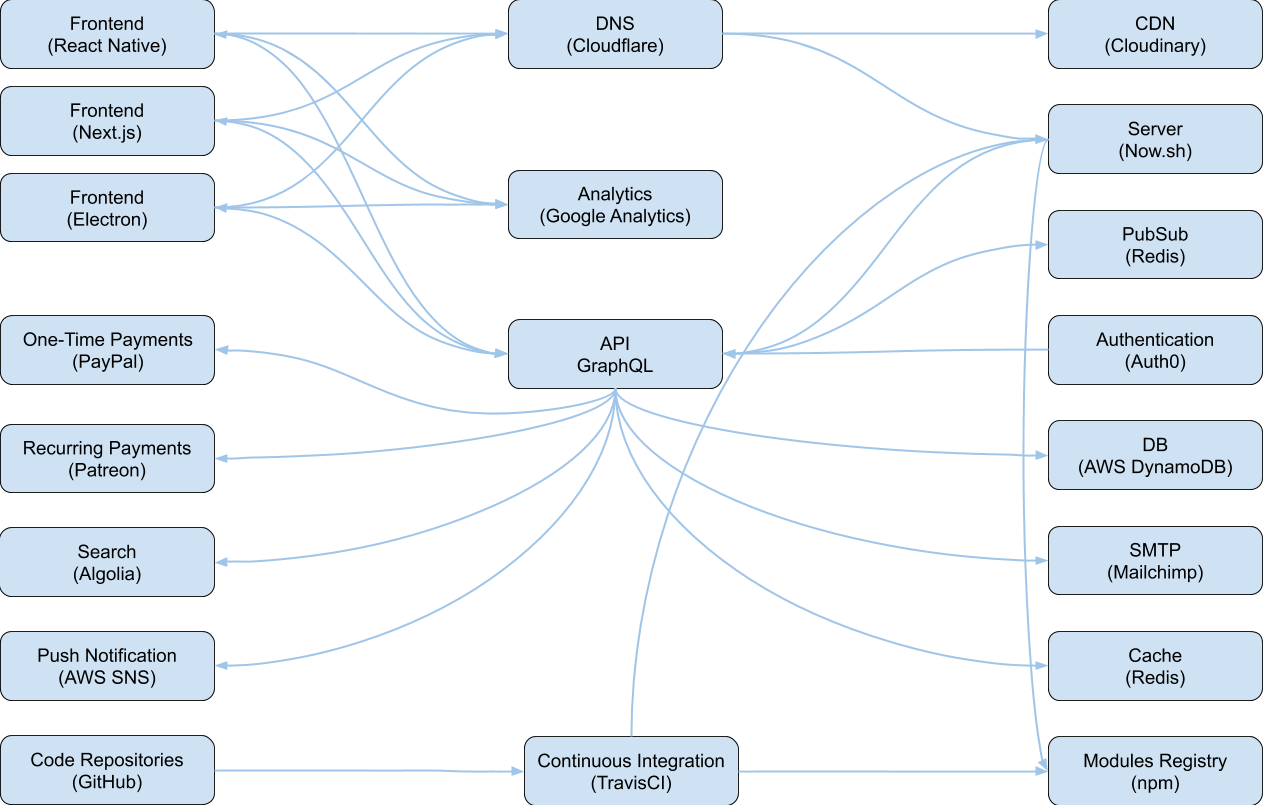 Frontend
(React Native)
DNS
(Cloudflare)
CDN
(Cloudinary)
Frontend
(Next.js)
Server
(Now.sh)
Frontend
(Electron)
Analytics
(Google Analytics)
PubSub
(Redis)
One-Time Payments
(PayPal)
API
GraphQL
Authentication
(Auth0)
Recurring Payments
(Patreon)
DB
(AWS DynamoDB)
Search
(Algolia)
SMTP
(Mailchimp)
Push Notification
(AWS SNS)
Cache
(Redis)
Code Repositories
(GitHub)
Continuous Integration
(TravisCI)
Modules Registry
(npm)